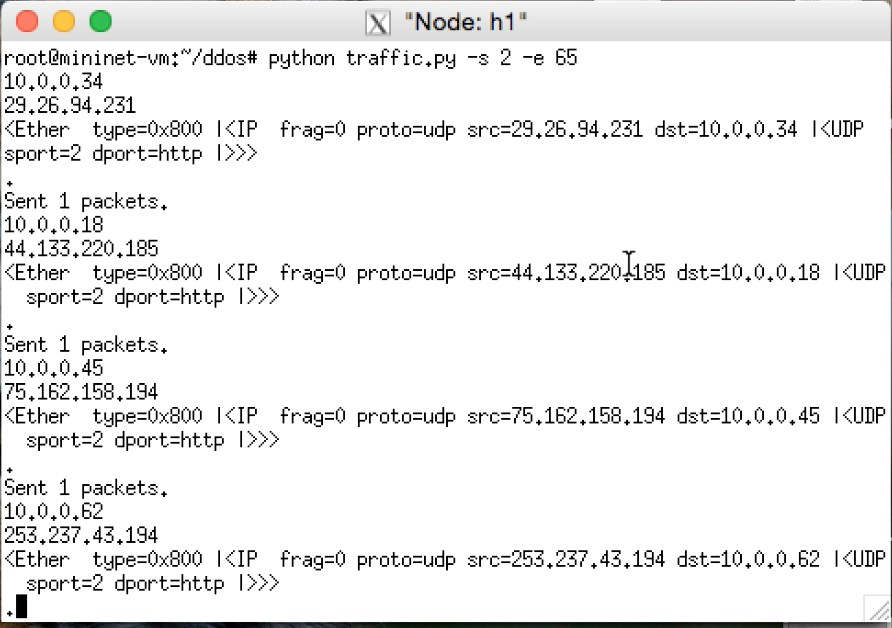 X "Node: h1"
root@mininet-vm:~/ddos# python traffic.py -s 2 -e 65
10.0.0.34
29.26.94.231
<Ether  type=0x800 |<IP  frag=0 proto=udp src=29.26.94.231 dst=10.0.0.34 |<UDP
sport=2 dport=http |>>>
.
Sent 1 packets.
10.0.0.18
44.133.220.185
<Ether  type=0x800 |<IP  frag=0 proto=udp src=44.133.220.185 dst=10.0.0.18 |<UDP
  sport=2 dport=http |>>>
.
Sent 1 packets.
10.0.0.45
75.162.158.194
<Ether  type=0x800 |<IP  frag=0 proto=udp src=75.162.158.194 dst=10.0.0.45 |<UDP
  sport=2 dport=http |>>>
.
Sent 1 packets.
10.0.0.62
253.237.43.194
<Ether  type=0x800 |<IP  frag=0 proto=udp src=253.237.43.194 dst=10.0.0.62 |<UDP
  sport=2 dport=http |>>>
.